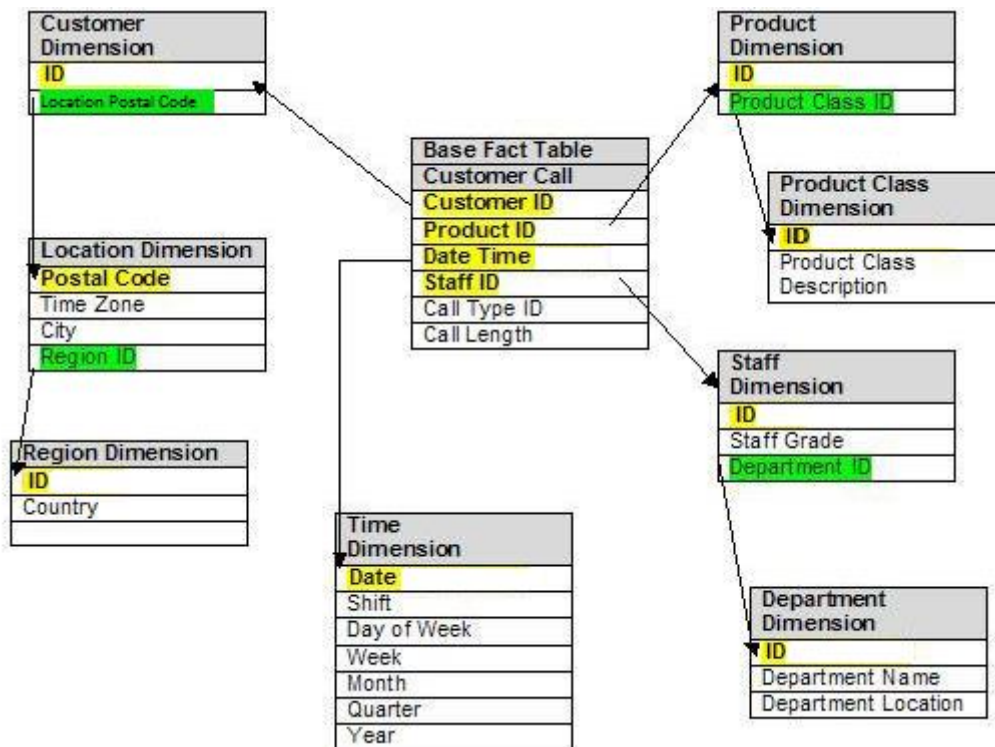 Customer
Dimension
ID
Location Postal Code
Product
Dimension
ID
Product Class ID
Base Fact Table
Customer Call
Customer ID
Product ID
Date Time
Staff ID
Call Type ID
Call Length
Product Class
Dimension
ID
Product Class
Description
Location Dimension
Postal Code
Time Zone
City
Region ID
Staff
Dimension
ID
Staff Grade
Department ID
Region Dimension
ID
Country
Time
Dimension
Date
Shift
Day of Week
Week
Month
Quarter
Year
Department
Dimension
ID
Department Name
Department Location